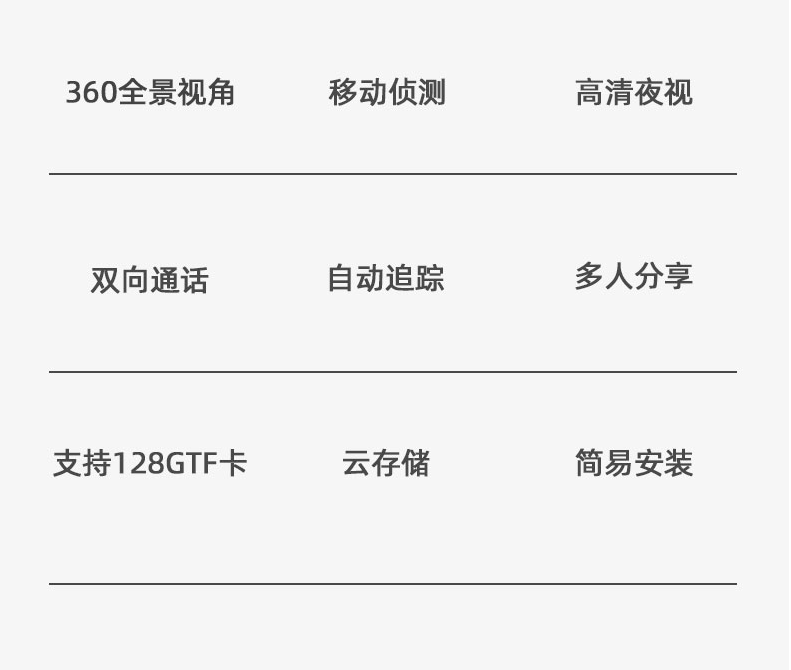 360全景视角
移动侦测
高清夜视
双向通话
自动追踪
多人分享
支持128GTF卡
云存储
简易安装